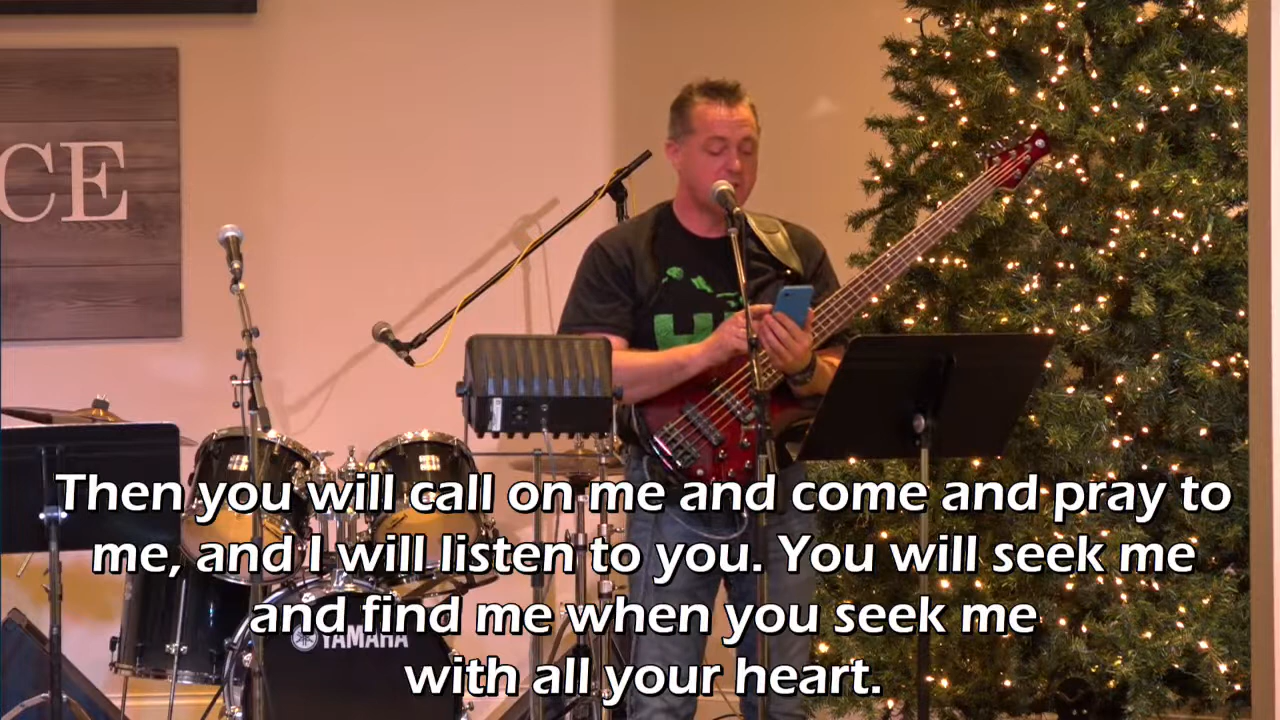 CE
Then you will call on me and come and pray to
me, and I will listen to you. You will seek me
and find me when you seek me
with all your heart.
YAMAHA